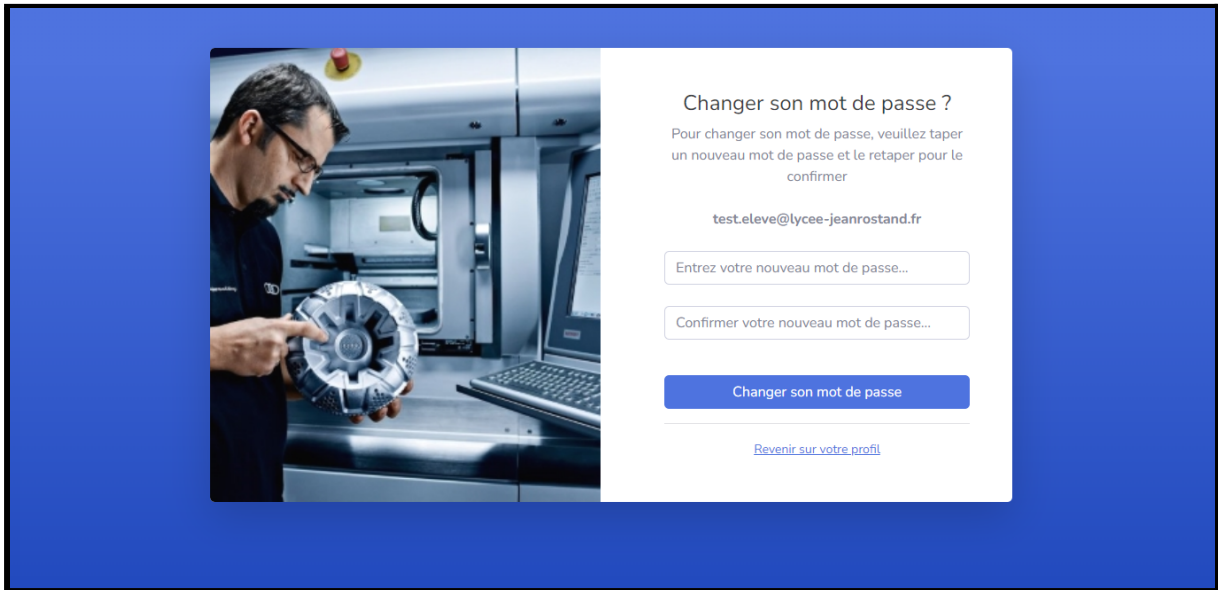 Changer son mot de passe ?
Pour changer son mot de passe, veuillez taper
un nouveau mot de passe et le retaper pour le
confirmer
test.eleve@lycee-jeanrostand.fr
Entrez votre nouveau mot de passe...
Confirmer votre nouveau mot de passe...
Changer son mot de passe
Revenir sur votre profil